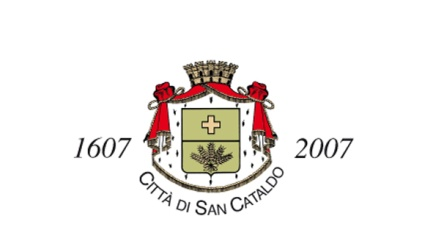 1607 2007
CITTÀ DI SAN CATALDO